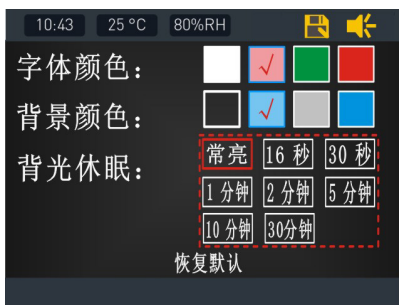 10:43 25 °C 80%RH
字体颜色：
背景颜色：
背光休眠： 常亮 16 秒 30 秒
1 分钟 2 分钟 5 分钟
10 分钟 30分钟
恢复默认